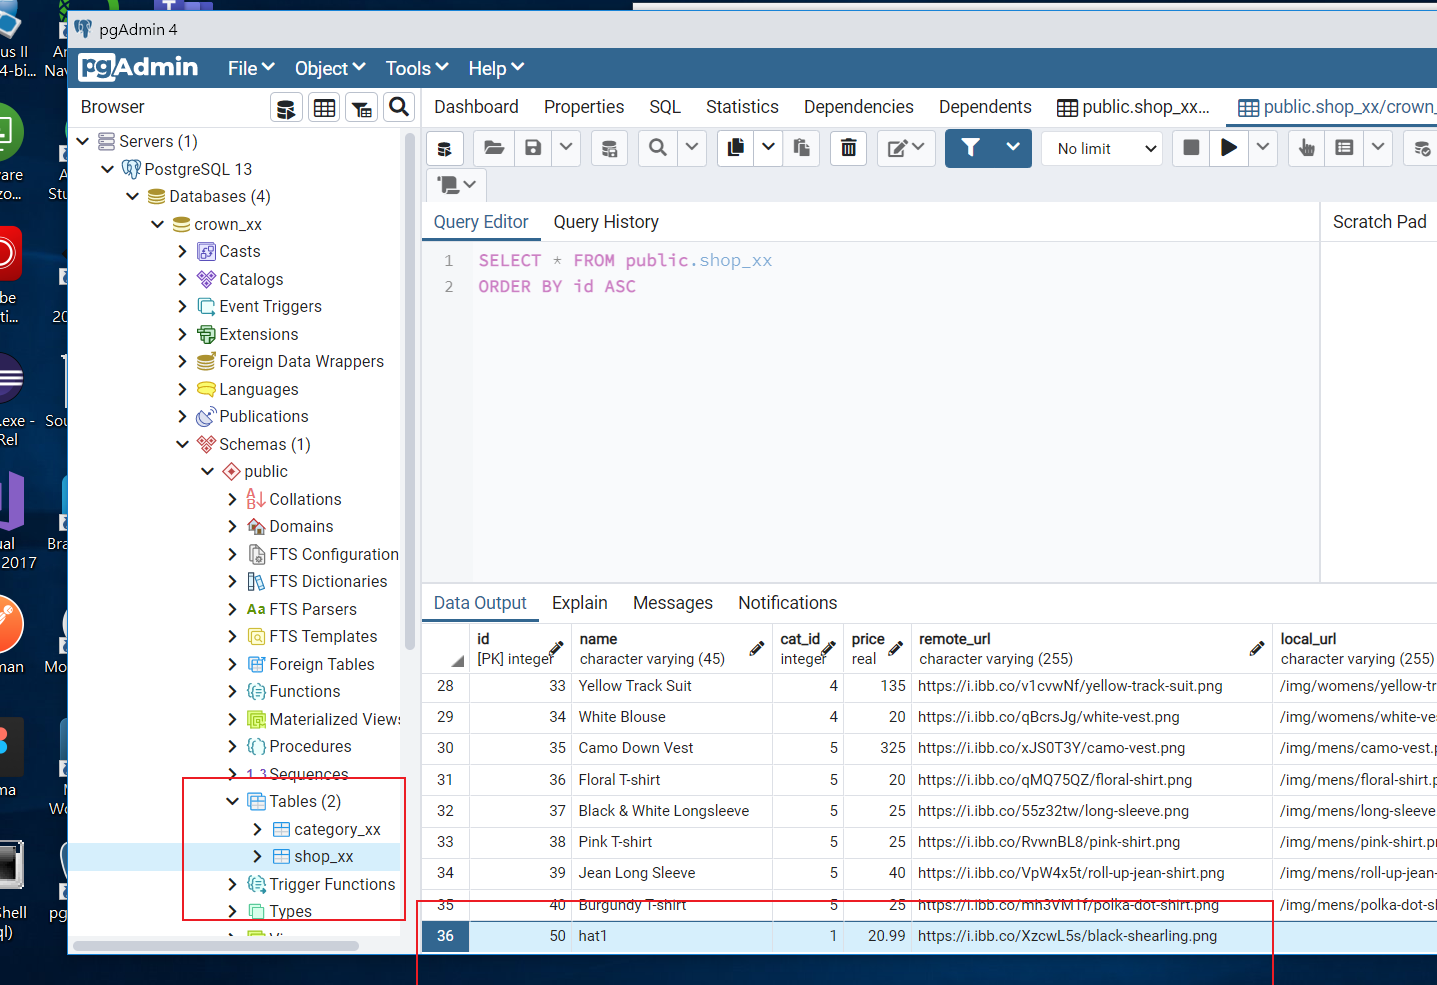 pgAdmin 4
pgAdmin File Object Tools Help
Browser
Dashboard Properties SQL Statistics Dependencies Dependents public.shop_xx... public.shop_xx/crown_
No limit
Servers (1)
PostgreSQL 13
Databases (4)
crown_xx
Casts
Catalogs
Event Triggers
Extensions
Foreign Data Wrappers
Languages
Publications
Schemas (1)
public
Collations
Domains
FTS Configuration
FTS Dictionaries
Aa FTS Parsers
FTS Templates
Foreign Tables
Functions
Materialized Views
Procedures
1..3 Sequences
Tables (2)
category_xx
shop_xx
Trigger Functions
Types
Query Editor Query History
Scratch Pad
1 SELECT * FROM public.shop_xx
2 ORDER BY id ASC
Data Output Explain Messages Notifications
id name cat_id price remote_url local_url
[PK] integer character varying (45) integer real character varying (255) character varying (255)
28 33 Yellow Track Suit 4 135 https://i.ibb.co/v1cvwNf/yellow-track-suit.png /img/womens/yellow-tr
29 34 White Blouse 4 20 https://i.ibb.co/qBcrsJg/white-vest.png /img/womens/white-ve
30 35 Camo Down Vest 5 325 https://i.ibb.co/xJS0T3Y/camo-vest.png /img/mens/camo-vest.p
31 36 Floral T-shirt 5 20 https://i.ibb.co/qMQ75QZ/floral-shirt.png /img/mens/floral-shirt.p
32 37 Black & White Longsleeve 5 25 https://i.ibb.co/55z32tw/long-sleeve.png /img/mens/long-sleeve
33 38 Pink T-shirt 5 25 https://i.ibb.co/RvwnBL8/pink-shirt.png /img/mens/pink-shirt.p
34 39 Jean Long Sleeve 5 40 https://i.ibb.co/VpW4x5t/roll-up-jean-shirt.png /img/mens/roll-up-jean-
35 40 Burgundy T-shirt 5 25 https://i.ibb.co/mh3VM1f/polka-dot-shirt.png /img/mens/polka-dot-s
36 50 hat1 1 20.99 https://i.ibb.co/XzcwL5s/black-shearling.png